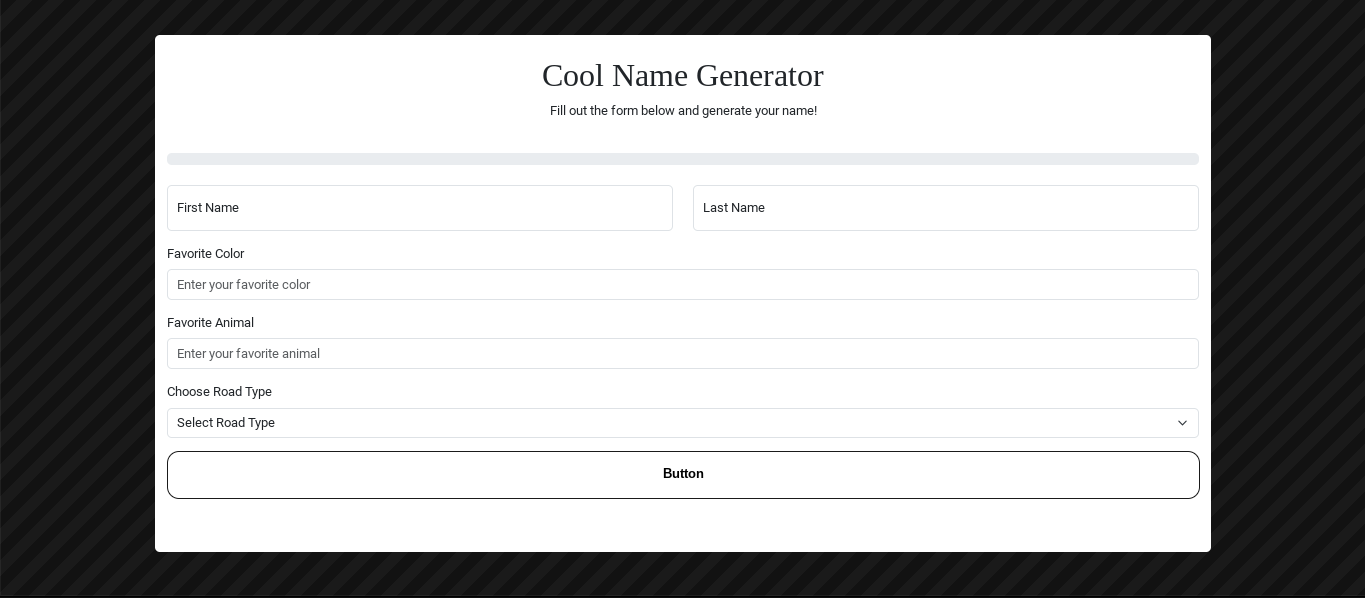 Cool Name Generator
Fill out the form below and generate your name!
First Name
Last Name
Favorite Color
Enter your favorite color
Favorite Animal
Enter your favorite animal
Choose Road Type
Select Road Type
Button